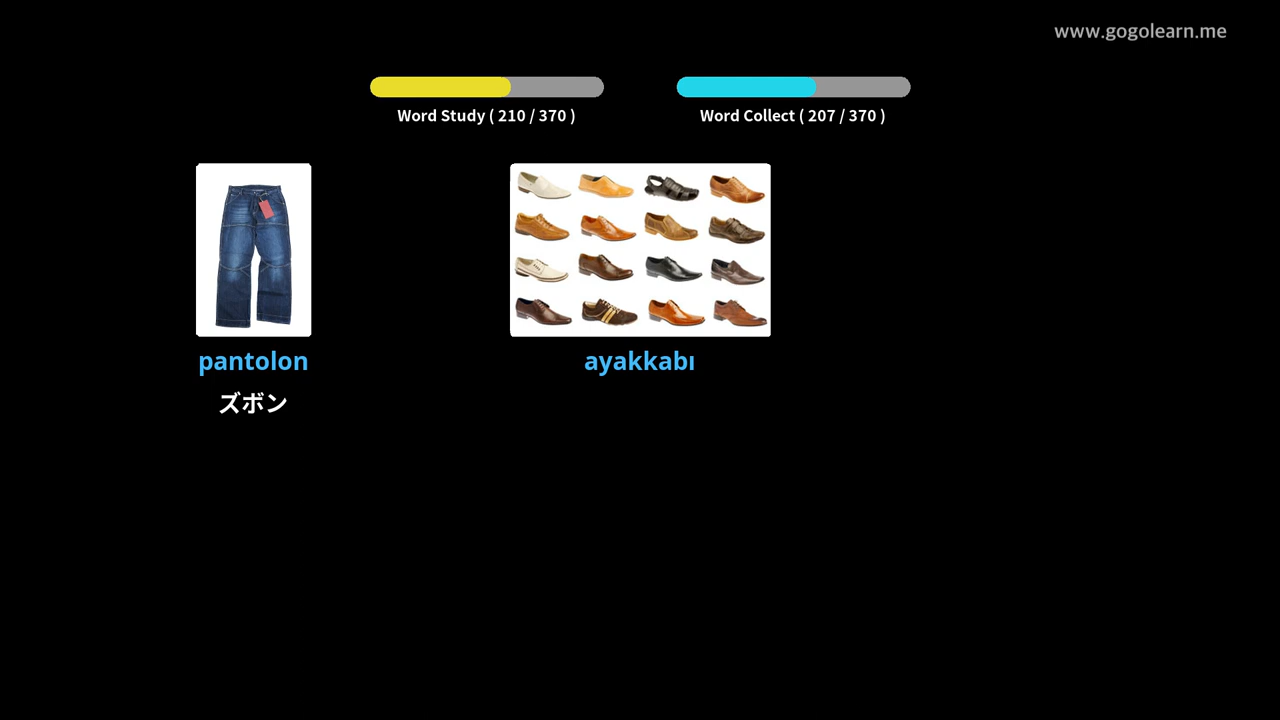 www.gogolearn.me
Word Study ( 210 / 370 )
Word Collect ( 207 / 370 )
pantolon
ayakkabı
ズボン